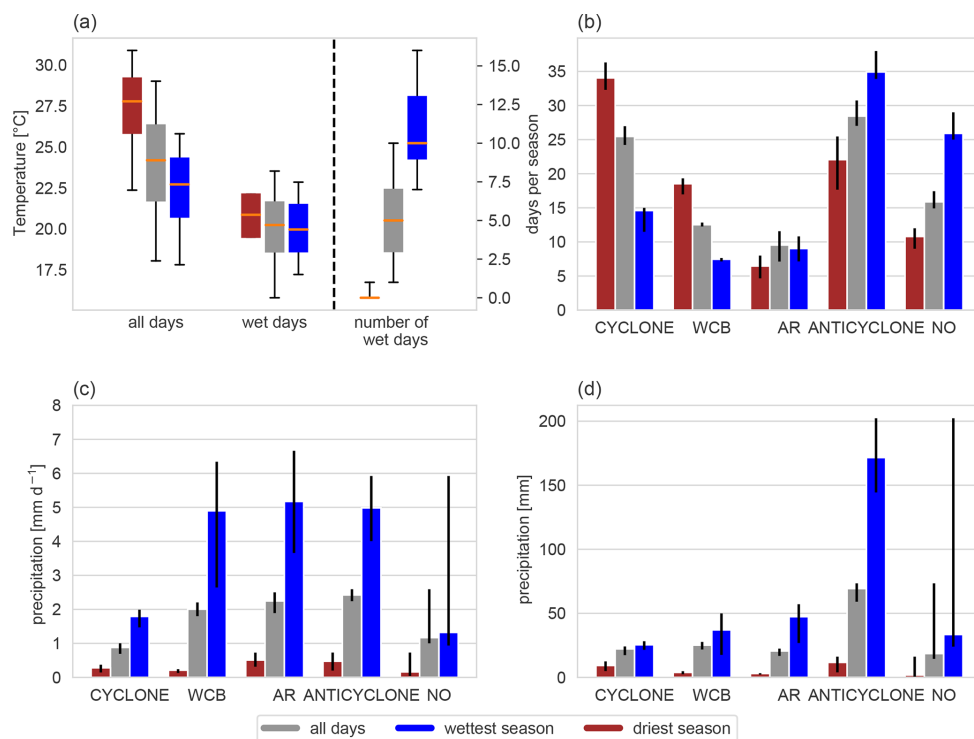 (a)
Temperature [°C]
30.0
27.5
25.0
22.5
20.0
17.5
15.0
12.5
10.0
7.5
5.0
2.5
0.0
all days
wet days
number of
wet days
(b)
days per season
35
30
25
20
15
10
5
0
CYCLONE WCB AR ANTICYCLONE NO
(c)
precipitation [mm d⁻¹]
8
7
6
5
4
3
2
1
0
CYCLONE WCB AR ANTICYCLONE NO
(d)
precipitation [mm]
200
150
100
50
0
CYCLONE WCB AR ANTICYCLONE NO
all days wettest season driest season